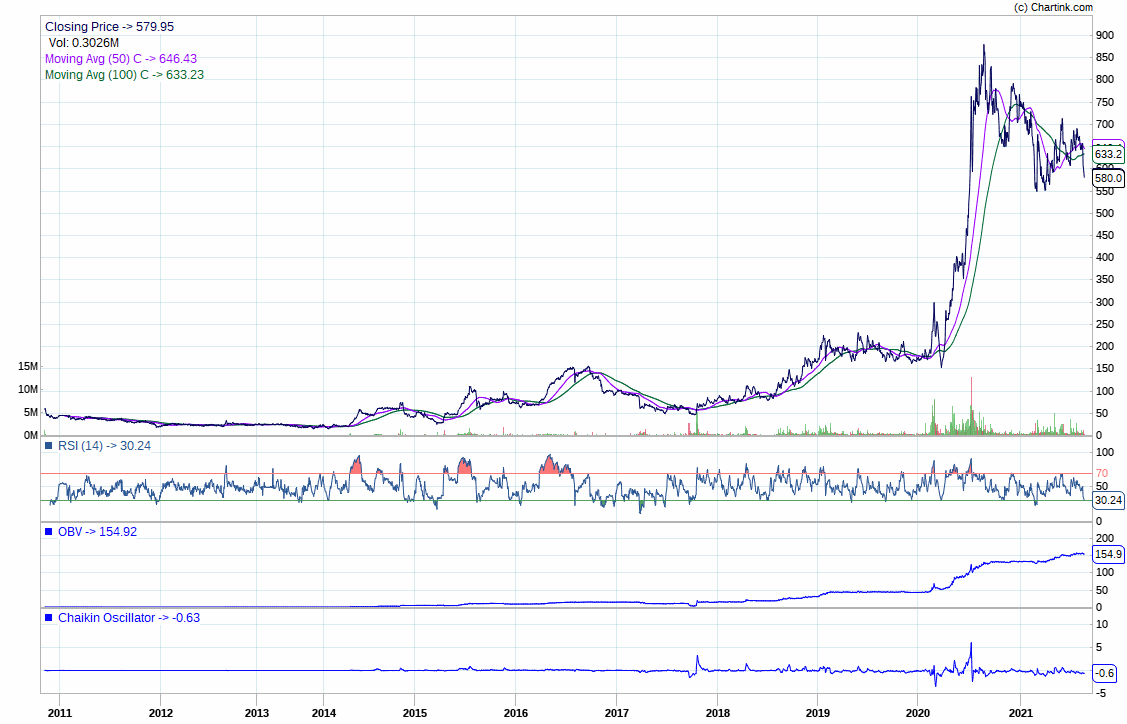 (c) Chartink.com
Closing Price -> 579.95
Vol: 0.3026M
Moving Avg (50) C -> 646.43
Moving Avg (100) C -> 633.23
900
850
800
750
700
633.2
600
580.0
550
500
450
400
350
300
250
200
150
100
50
0
15M
10M
5M
0M
RSI (14) -> 30.24
100
70
50
30.24
0
OBV -> 154.92
200
154.9
100
50
0
Chaikin Oscillator -> -0.63
10
5
-0.6
-5
2011 2012 2013 2014 2015 2016 2017 2018 2019 2020 2021